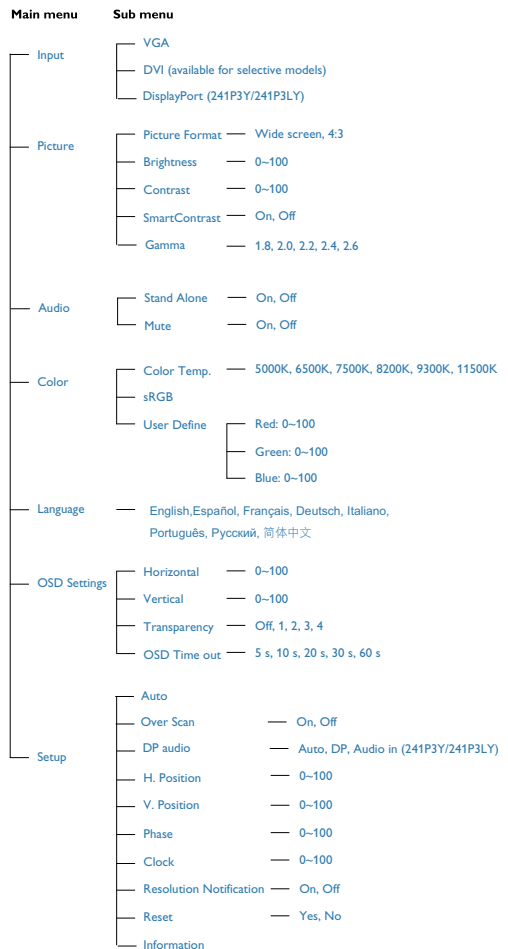 Main menu Sub menu
Input
VGA
DVI (available for selective models)
DisplayPort (241P3Y/241P3LY)
Picture
Picture Format Wide screen, 4:3
Brightness 0~100
Contrast 0~100
SmartContrast On, Off
Gamma 1.8, 2.0, 2.2, 2.4, 2.6
Audio
Stand Alone On, Off
Mute On, Off
Color
Color Temp. 5000K, 6500K, 7500K, 8200K, 9300K, 11500K
sRGB
User Define Red: 0~100
Green: 0~100
Blue: 0~100
Language English,Español, Français, Deutsch, Italiano,
Português, Русский, 简体中文
OSD Settings
Horizontal 0~100
Vertical 0~100
Transparency Off, 1, 2, 3, 4
OSD Time out 5 s, 10 s, 20 s, 30 s, 60 s
Setup
Auto
Over Scan On, Off
DP audio Auto, DP, Audio in (241P3Y/241P3LY)
H. Position 0~100
V. Position 0~100
Phase 0~100
Clock 0~100
Resolution Notification On, Off
Reset Yes, No
Information